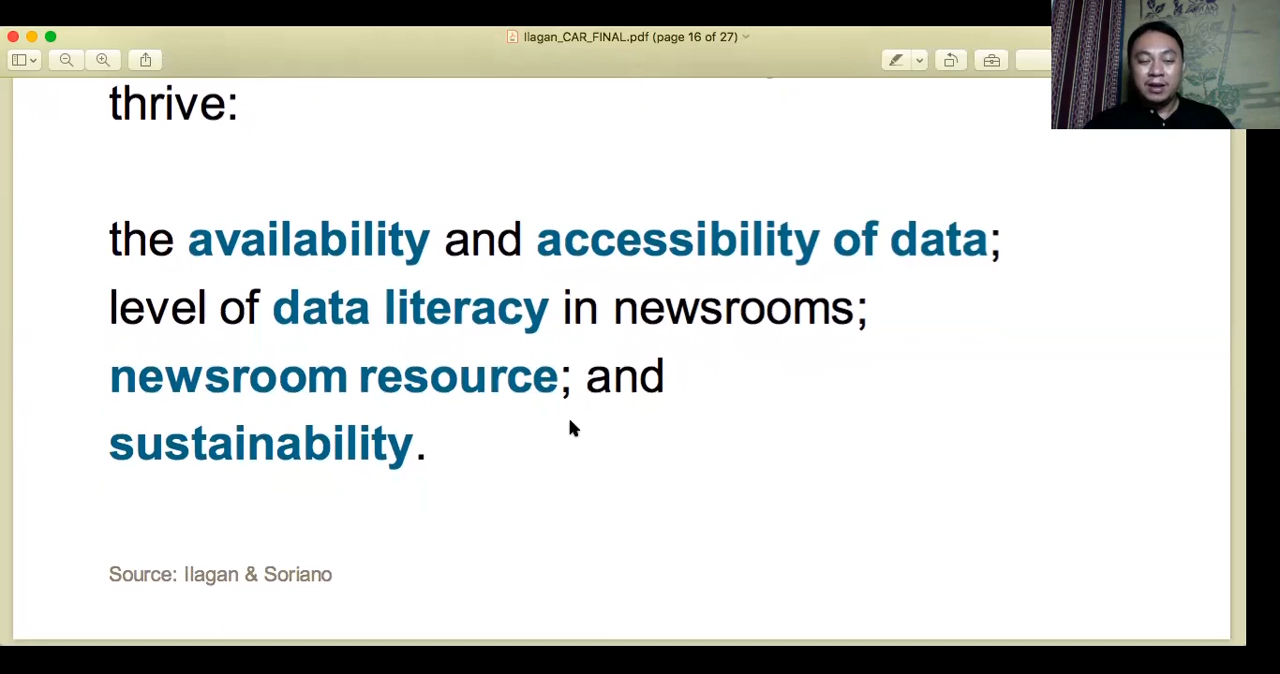 Ilagan_CAR_FINAL.pdf (page 16 of 27)
thrive:
the availability and accessibility of data;
level of data literacy in newsrooms;
newsroom resource; and
sustainability.
Source: Ilagan & Soriano